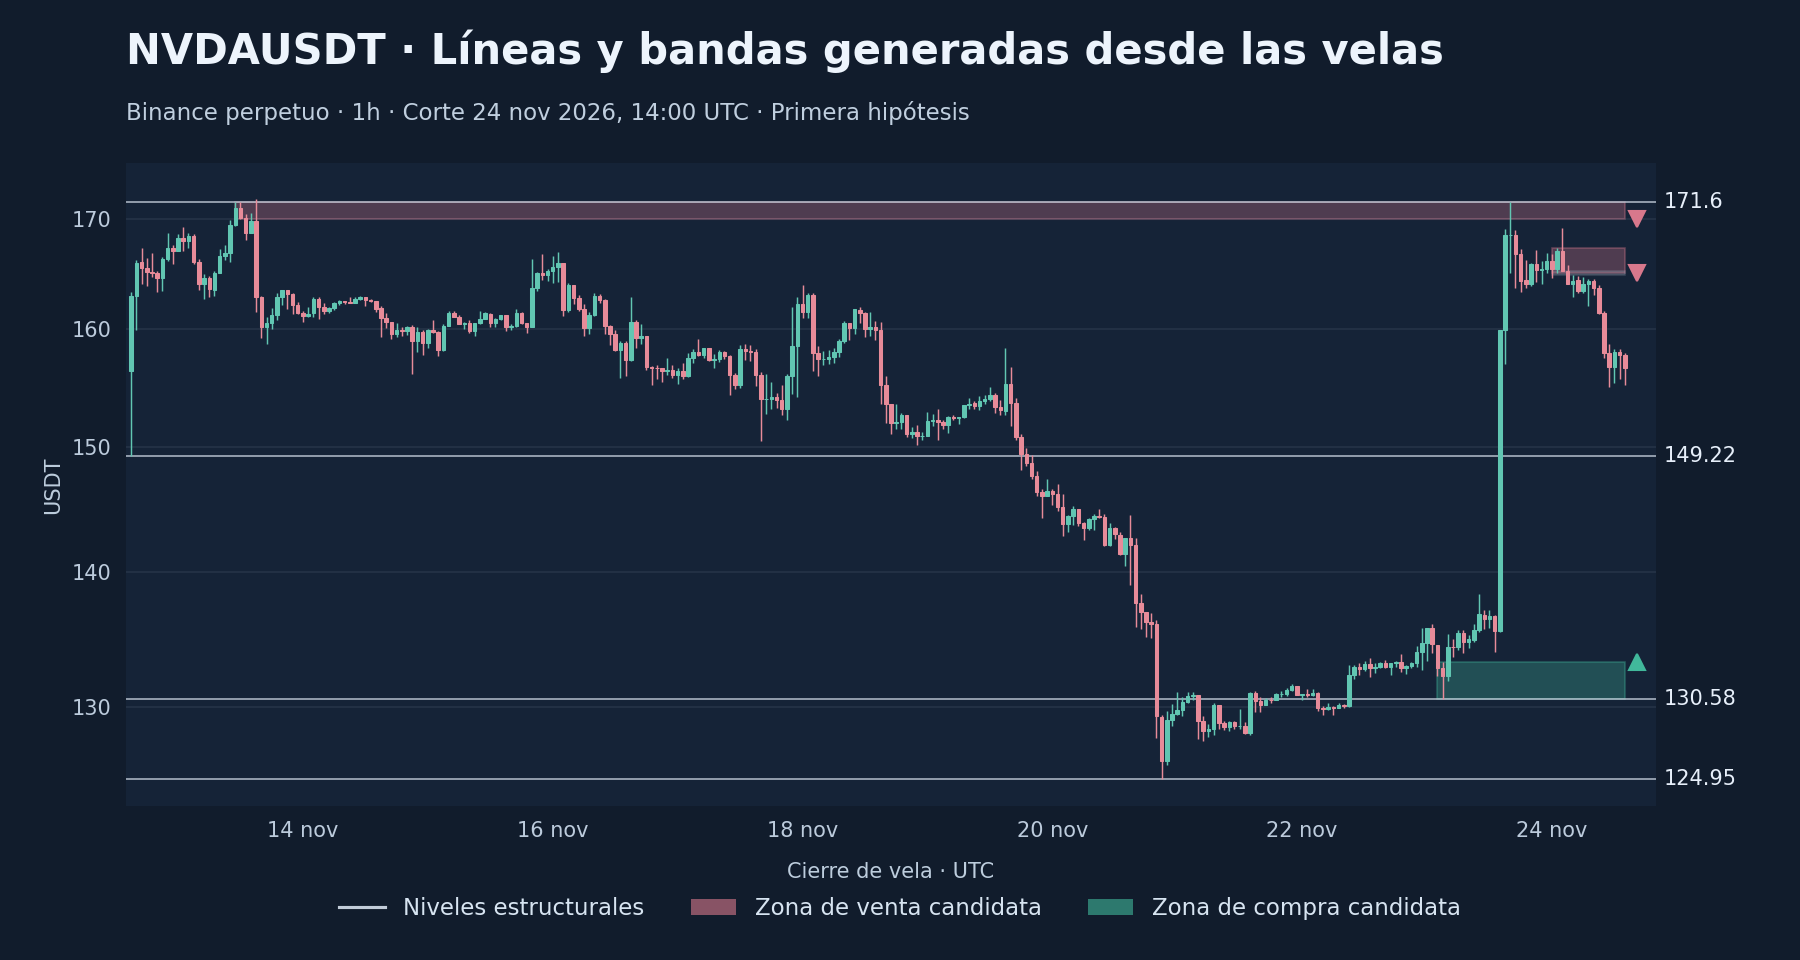 NVDAUSDT · Líneas y bandas generadas desde las velas
Binance perpetuo · 1h · Corte 24 nov 2026, 14:00 UTC · Primera hipótesis
171.6
170
160
150
149.22
140
130.58
130
124.95
USDT
14 nov
16 nov
18 nov
20 nov
22 nov
24 nov
Cierre de vela · UTC
Niveles estructurales
Zona de venta candidata
Zona de compra candidata